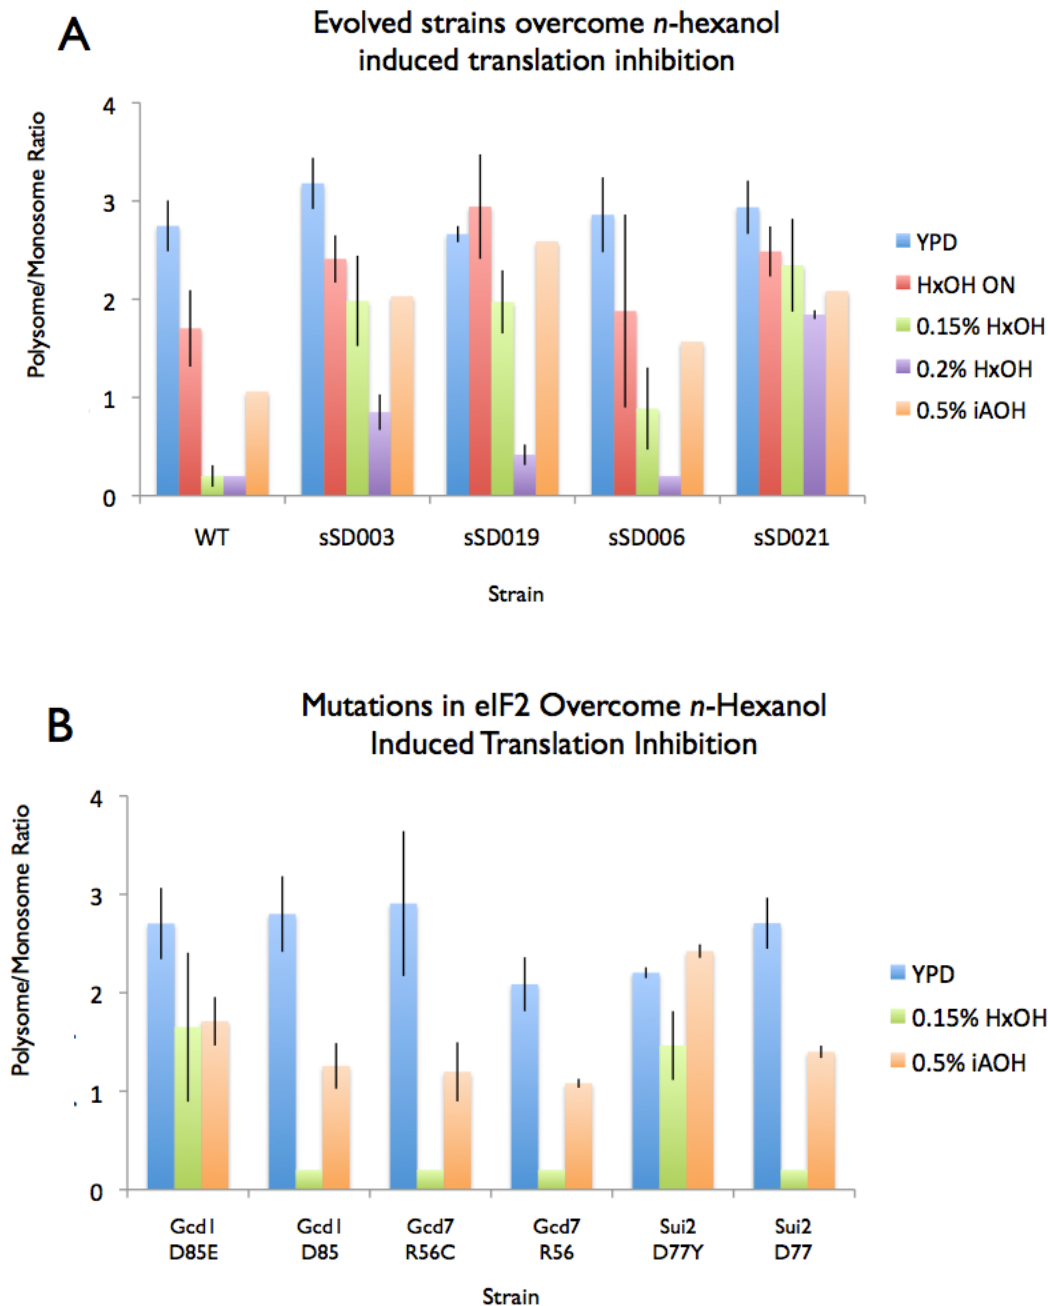 A
Evolved strains overcome n-hexanol
induced translation inhibition
Polysome/Monosome Ratio
4
3
2
1
0
WT
sSD003
sSD019
sSD006
sSD021
Strain
YPD
HxOH ON
0.15% HxOH
0.2% HxOH
0.5% iAOH
B
Mutations in eIF2 Overcome n-Hexanol
Induced Translation Inhibition
Polysome/Monosome Ratio
4
3
2
1
0
Gcd1
D85E
Gcd1
D85
Gcd7
R56C
Gcd7
R56
Sui2
D77Y
Sui2
D77
Strain
YPD
0.15% HxOH
0.5% iAOH